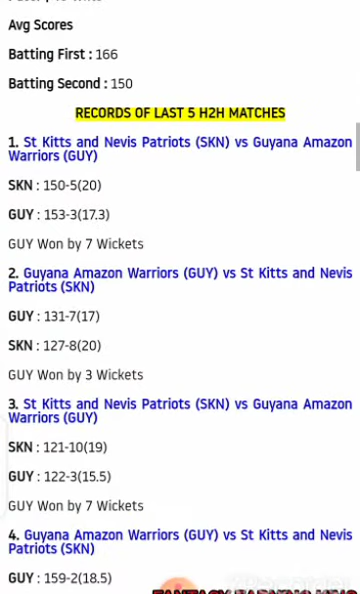 Avg Scores
Batting First : 166
Batting Second : 150
RECORDS OF LAST 5 H2H MATCHES
1. St Kitts and Nevis Patriots (SKN) vs Guyana Amazon
Warriors (GUY)
SKN : 150-5(20)
GUY : 153-3(17.3)
GUY Won by 7 Wickets
2. Guyana Amazon Warriors (GUY) vs St Kitts and Nevis
Patriots (SKN)
GUY : 131-7(17)
SKN : 127-8(20)
GUY Won by 3 Wickets
3. St Kitts and Nevis Patriots (SKN) vs Guyana Amazon
Warriors (GUY)
SKN : 121-10(19)
GUY : 122-3(15.5)
GUY Won by 7 Wickets
4. Guyana Amazon Warriors (GUY) vs St Kitts and Nevis
Patriots (SKN)
GUY : 159-2(18.5)